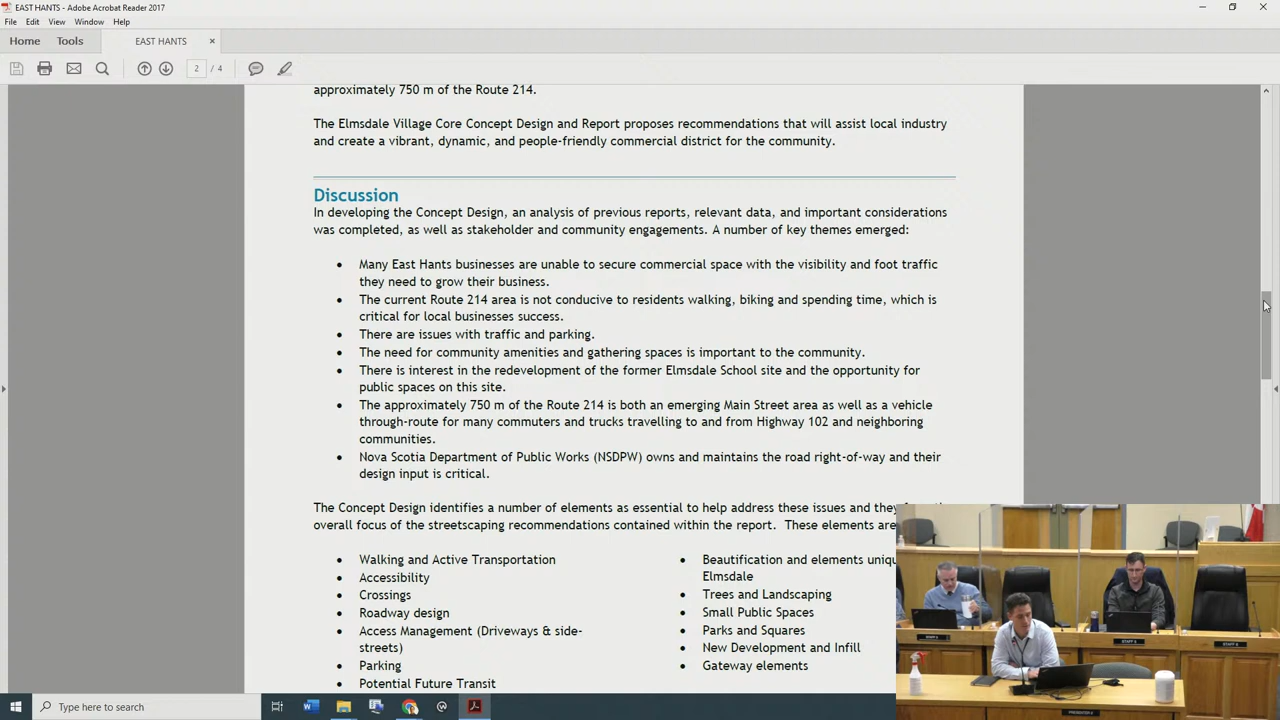 EAST HANTS - Adobe Acrobat Reader 2017
File Edit View Window Help
Home Tools EAST HANTS ×
2 / 4
approximately 750 m of the Route 214.
The Elmsdale Village Core Concept Design and Report proposes recommendations that will assist local industry
and create a vibrant, dynamic, and people-friendly commercial district for the community.
Discussion
In developing the Concept Design, an analysis of previous reports, relevant data, and important considerations
was completed, as well as stakeholder and community engagements. A number of key themes emerged:
• Many East Hants businesses are unable to secure commercial space with the visibility and foot traffic
they need to grow their business.
• The current Route 214 area is not conducive to residents walking, biking and spending time, which is
critical for local businesses success.
• There are issues with traffic and parking.
• The need for community amenities and gathering spaces is important to the community.
• There is interest in the redevelopment of the former Elmsdale School site and the opportunity for
public spaces on this site.
• The approximately 750 m of the Route 214 is both an emerging Main Street area as well as a vehicle
through-route for many commuters and trucks travelling to and from Highway 102 and neighboring
communities.
• Nova Scotia Department of Public Works (NSDPW) owns and maintains the road right-of-way and their
design input is critical.
The Concept Design identifies a number of elements as essential to help address these issues and they
overall focus of the streetscaping recommendations contained within the report. These elements are
• Walking and Active Transportation
• Accessibility
• Crossings
• Roadway design
• Access Management (Driveways & side-
streets)
• Parking
• Potential Future Transit
• Beautification and elements uniqu
Elmsdale
• Trees and Landscaping
• Small Public Spaces
• Parks and Squares
• New Development and Infill
• Gateway elements
Type here to search